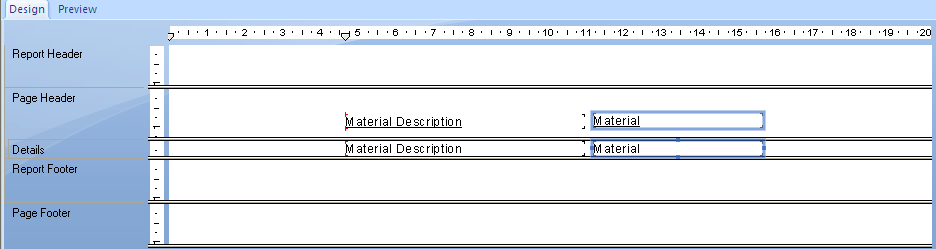 Design Preview
1 2 3 4 5 6 7 8 9 10 11 12 13 14 15 16 17 18 19 20
Report Header
Page Header
Material Description Material
Details Material Description Material
Report Footer
Page Footer